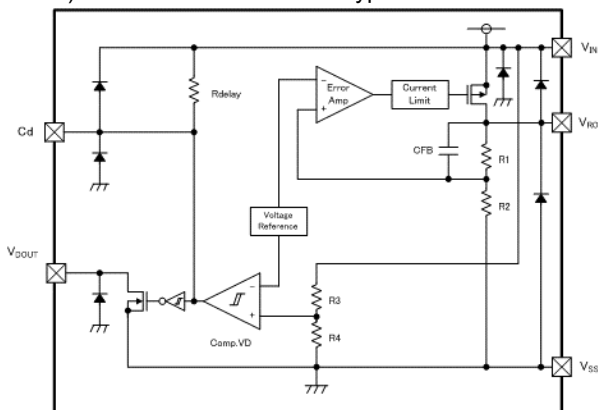 Rdelay
Error
Amp
Current
Limit
VIN
Cd
VRO
CFB
R1
R2
Voltage
Reference
VDOUT
R3
R4
Comp.VD
VSS
−
+
−
+